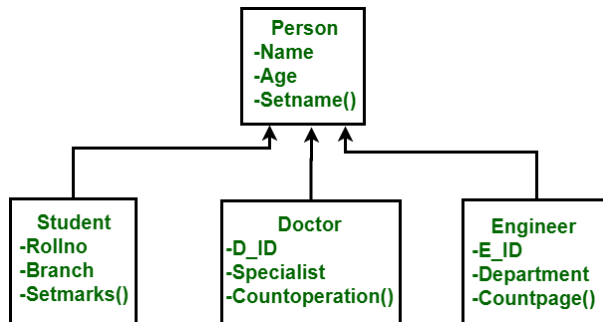 Person
-Name
-Age
-Setname()
Student
-Rollno
-Branch
-Setmarks()
Doctor
-D_ID
-Specialist
-Countoperation()
Engineer
-E_ID
-Department
-Countpage()